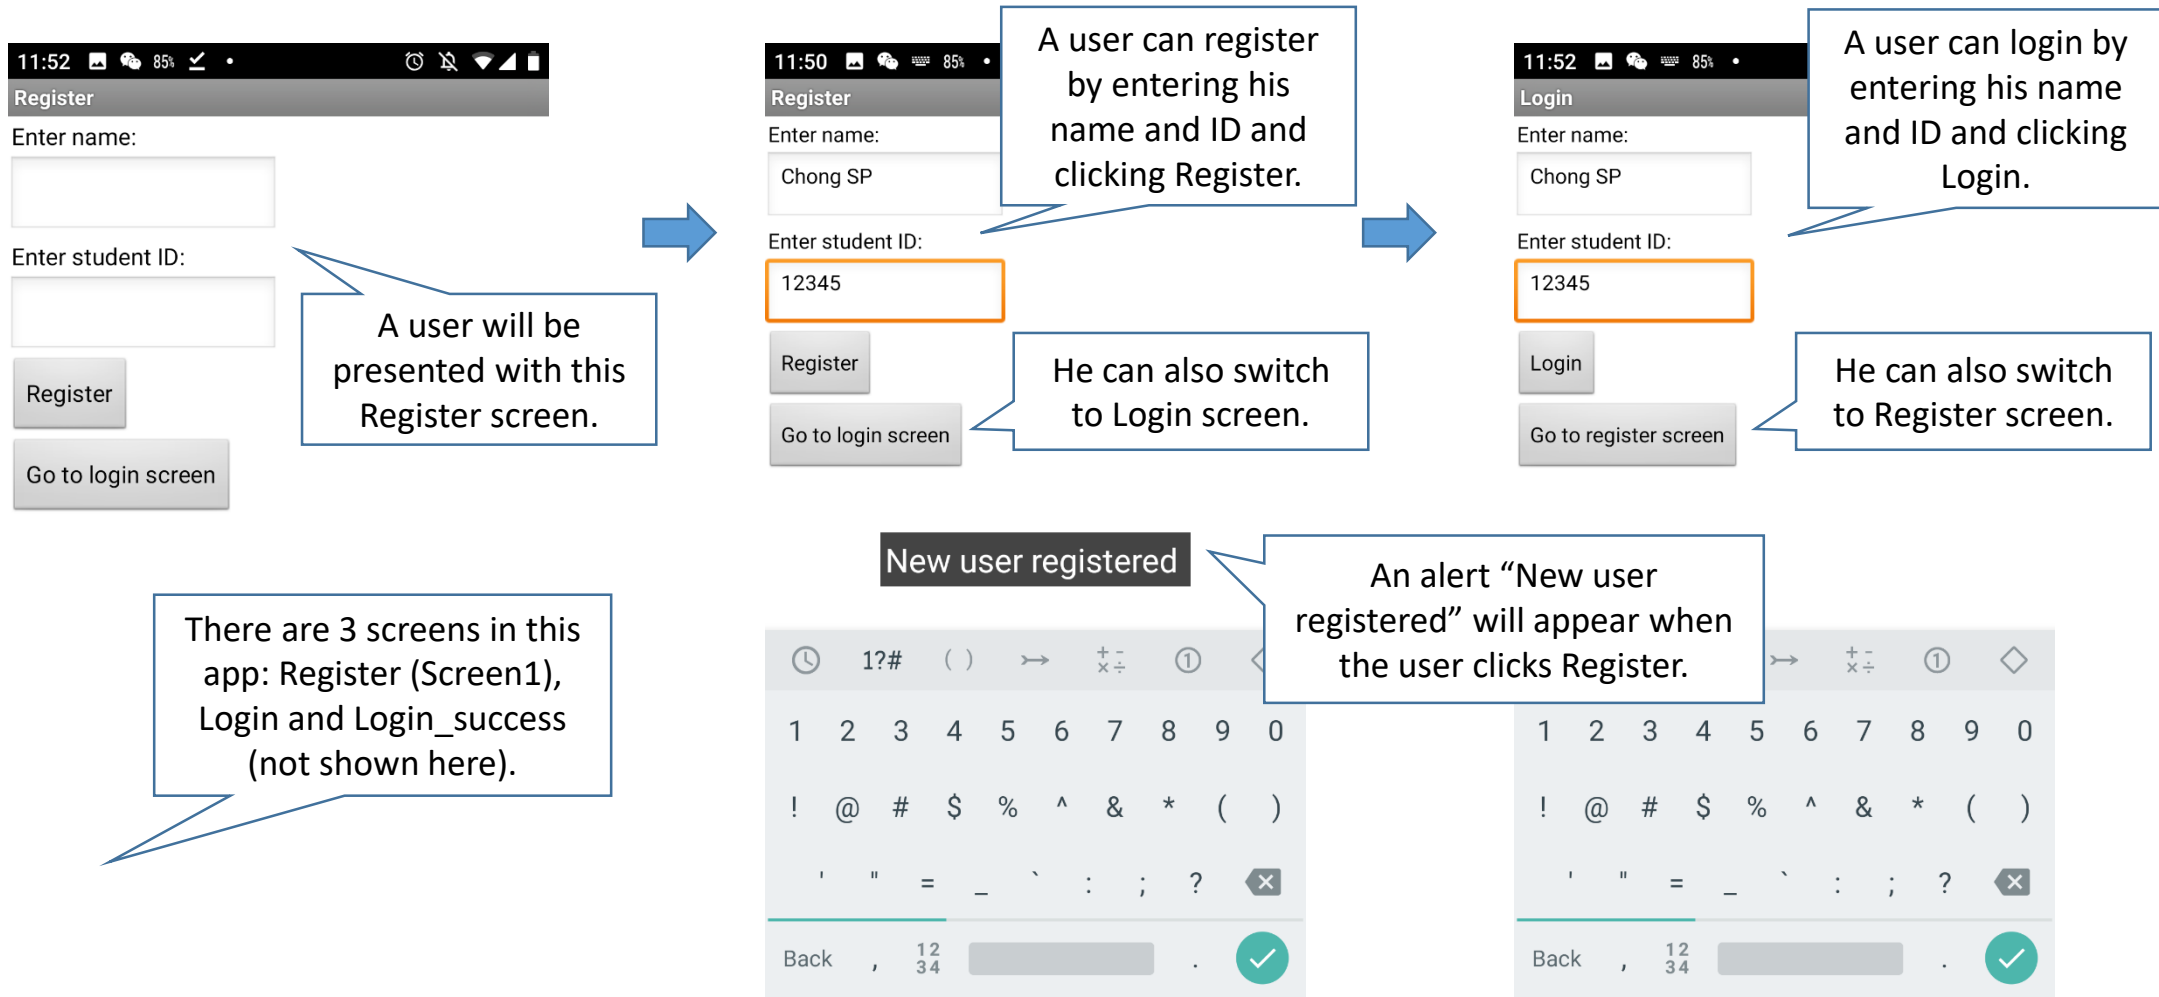 11:52 85%
Register
Enter name:
Enter student ID:
Register
Go to login screen
A user will be
presented with this
Register screen.
There are 3 screens in this
app: Register (Screen1),
Login and Login_success
(not shown here).
11:50 85%
Register
Enter name:
Chong SP
Enter student ID:
12345
Register
Go to login screen
A user can register
by entering his
name and ID and
clicking Register.
He can also switch
to Login screen.
New user registered
An alert “New user
registered” will appear when
the user clicks Register.
1?# ( ) + - × ÷ 1
1 2 3 4 5 6 7 8 9 0
! @ # $ % ^ & * ( )
' " = _ ` : ; ?
Back , 12 .
34
11:52 85%
Login
Enter name:
Chong SP
Enter student ID:
12345
Login
Go to register screen
A user can login by
entering his name
and ID and clicking
Login.
He can also switch
to Register screen.
+ - × ÷ 1
1 2 3 4 5 6 7 8 9 0
! @ # $ % ^ & * ( )
' " = _ ` : ; ?
Back , 12 .
34